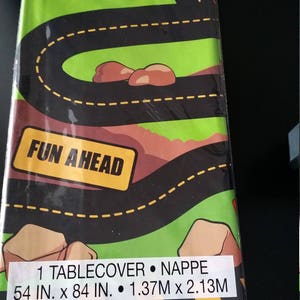 FUN AHEAD
1 TABLECOVER • NAPPE
54 IN. x 84 IN. • 1.37M x 2.13M